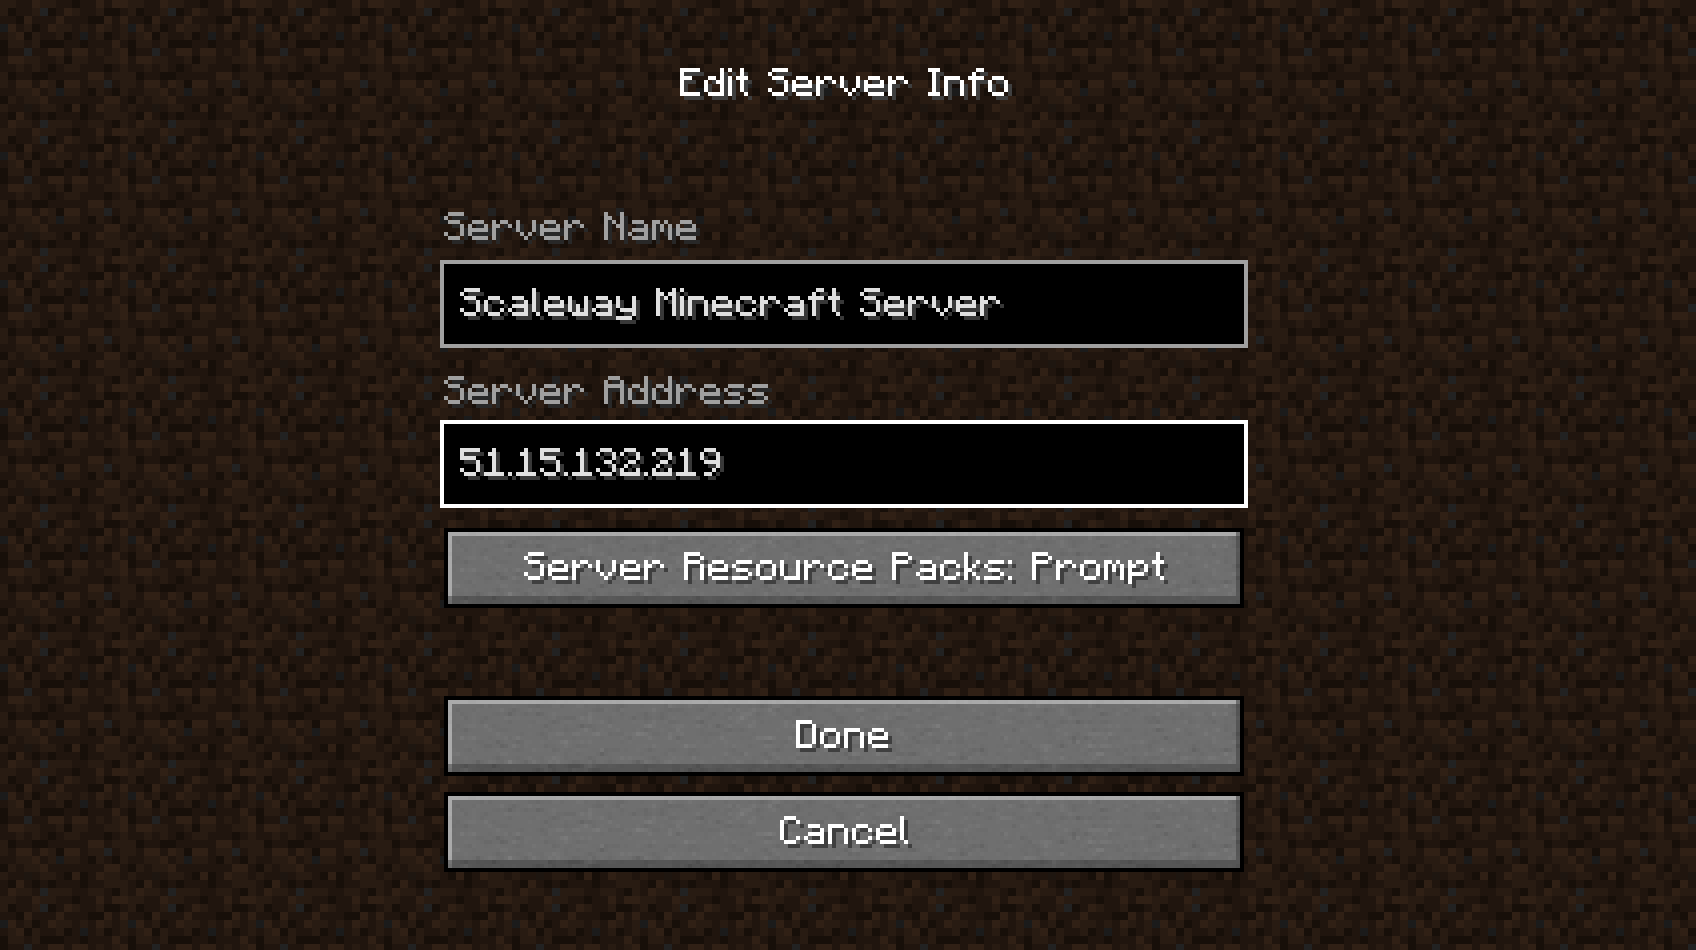 Edit Server Info
Server Name
Scaleway Minecraft Server
Server Address
51.15.132.219
Server Resource Packs: Prompt
Done
Cancel